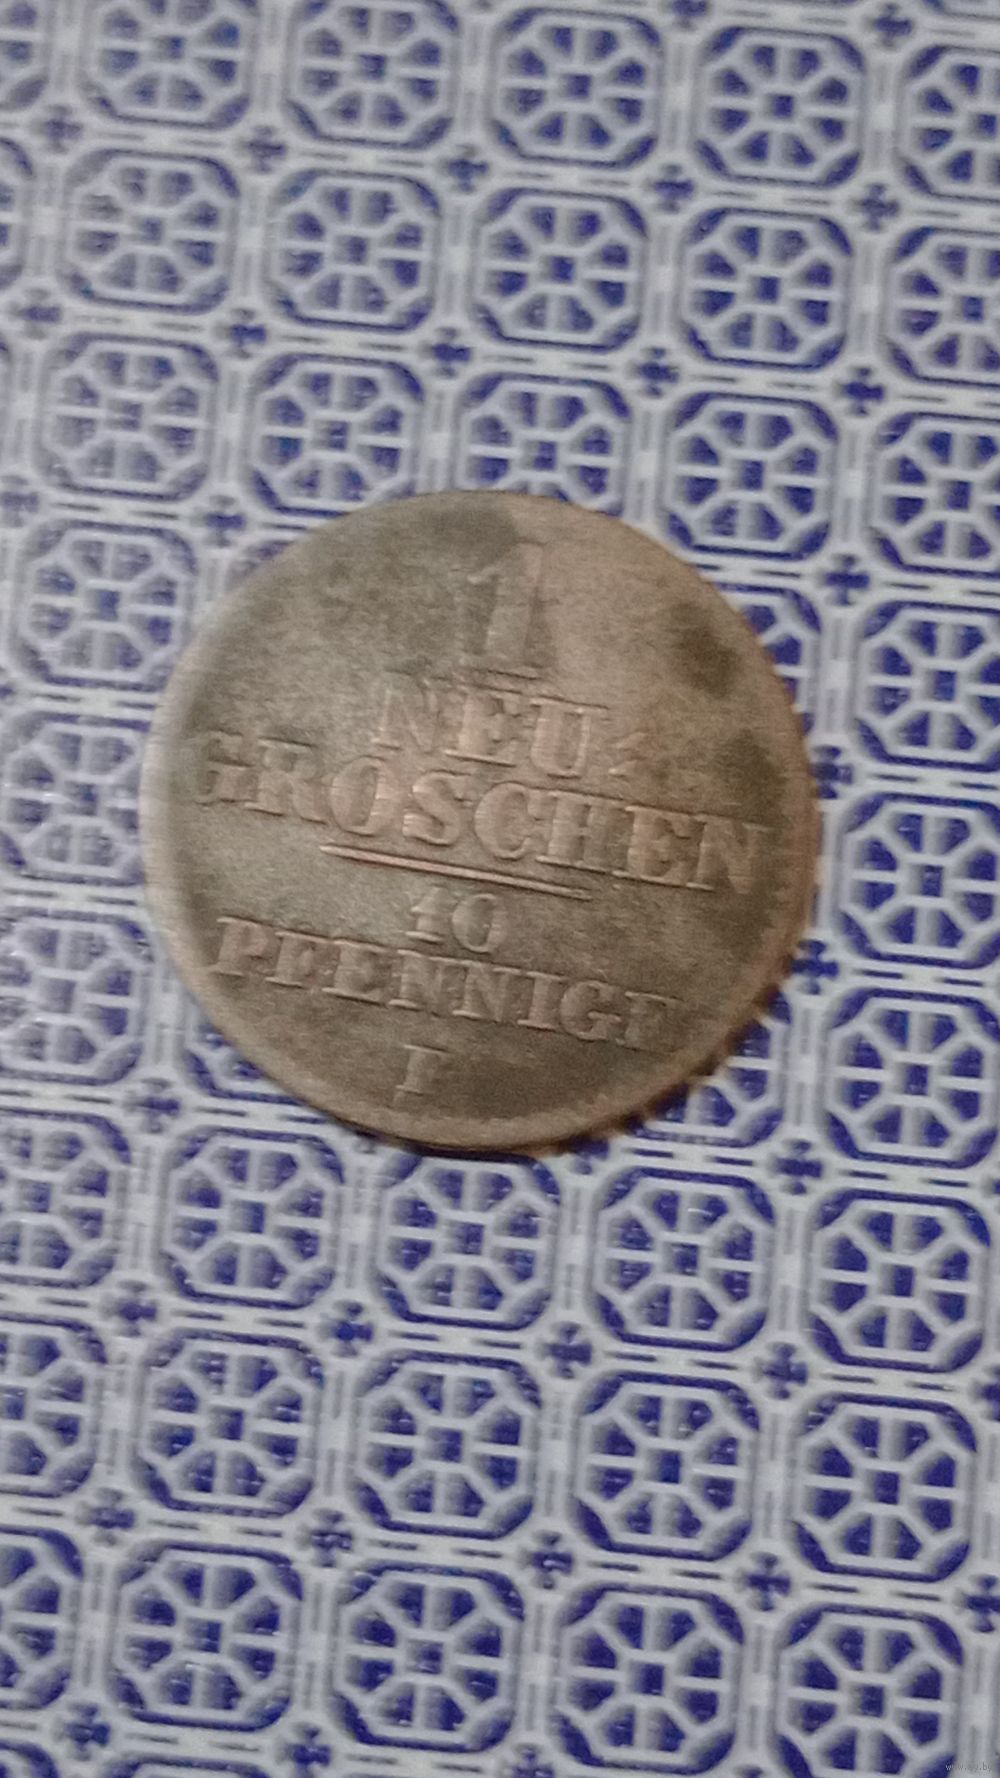 1
NEU-
GROSCHEN
10
PFENNIGE
F